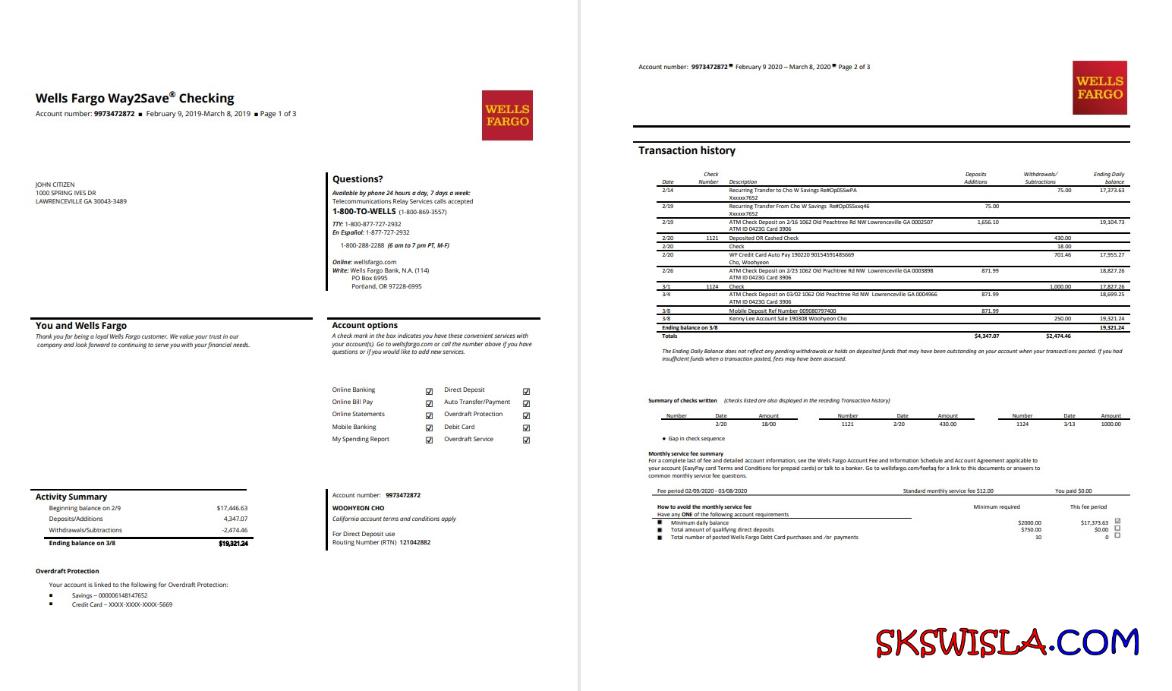 Wells Fargo Way2Save® Checking
Account number: 9973472872 ■ February 9, 2019-March 8, 2019 ■ Page 1 of 3
WELLS
FARGO
JOHN CITIZEN
1000 SPRING IVES DR
LAWRENCEVILLE GA 30043-3489
Questions?
Available by phone 24 hours a day, 7 days a week:
Telecommunications Relay Services calls accepted
1-800-TO-WELLS (1-800-869-3557)
TTY: 1-800-877-727-2932
En Español: 1-877-727-2932
1-800-288-2288 (6 am to 7 pm PT, M-F)
Online: wellsfargo.com
Write: Wells Fargo Bank, N.A. (114)
PO Box 6995
Portland, OR 97228-6995
You and Wells Fargo
Thank you for being a loyal Wells Fargo customer. We value your trust in our
company and look forward to continuing to serve you with your financial needs.
Account options
A check mark in the box indicates you have these convenient services with
your account(s). Go to wellsfargo.com or call the number above if you have
questions or if you would like to add new services.
Online Banking ☑ Direct Deposit ☑
Online Bill Pay ☑ Auto Transfer/Payment ☑
Online Statements ☑ Overdraft Protection ☑
Mobile Banking ☑ Debit Card ☑
My Spending Report ☑ Overdraft Service ☑
Activity Summary
Beginning balance on 2/9 $17,446.63
Deposits/Additions 4,347.07
Withdrawals/Subtractions -2,474.46
Ending balance on 3/8 $19,321.24
Account number: 9973472872
WOOHYEON CHO
California account terms and conditions apply
For Direct Deposit use
Routing Number (RTN) 121042882
Overdraft Protection
Your account is linked to the following for Overdraft Protection:
■ Savings – 000006148147652
■ Credit Card – XXXX-XXXX-XXXX-5669
Account number: 9973472872 ■ February 9 2020 – March 8, 2020 ■ Page 2 of 3
WELLS
FARGO
Transaction history
Check Deposits Withdrawals/ Ending Daily
Date Number Description Additions Subtractions balance
2/14 Recurring Transfer to Cho W Savings 75.00 17,373.63
Xxxxxx7652
2/19 Recurring Transfer From Cho W Savings 75.00
Xxxxxx7652
2/19 ATM Check Deposit on 2/16 1062 Old Peachtree Rd NW Lowrenceville GA 0002507 1,656.10 19,104.73
ATM ID 0423G Card 3906
2/20 1121 Deposited OR Cashed Check 430.00
2/20 Check 18.00
2/20 WF Credit Card Auto Pay 190220 90154591485669 701.46 17,955.27
Cho, Woohyeon
2/26 ATM Check Deposit on 2/23 1062 Old Peachtree Rd NW Lowrenceville GA 0003898 871.99 18,827.26
ATM ID 0423G Card 3906
3/1 1124 Check 1,000.00 17,827.26
3/4 ATM Check Deposit on 03/02 1062 Old Peachtree Rd NW Lowrenceville GA 0004966 871.99 18,699.25
ATM ID 0423G Card 3906
3/8 Mobile Deposit Ref Number 009080797400 871.99
3/8 Kenny Lee Account Sale 190308 Woohyeon Cho 250.00 19,321.24
Ending balance on 3/8 19,321.24
Totals $4,347.07 $2,474.46
The Ending Daily Balance does not reflect any pending withdrawals or holds on deposited funds that may have been outstanding on your account when your transactions posted. If you had
insufficient funds when a transaction posted, fees may have been assessed.
Summary of checks written (checks listed are also displayed in the receding Transaction history)
Number Date Amount Number Date Amount Number Date Amount
2/20 18/00 1121 2/20 430.00 1124 3/13 1000.00
★ Gap in check sequence
Monthly service fee summary
For a complete last of fee and detailed account information, see the Wells Fargo Account Fee and Information Schedule and Account Agreement applicable to
your account (EasyPay card Terms and Conditions for prepaid cards) or talk to a banker. Go to wellsfargo.com/feefaq for a link to this documents or answers to
common monthly service fee questions.
Fee period 02/09/2020 - 03/08/2020 Standard monthly service fee $12.00 You paid $0.00
How to avoid the monthly service fee Minimum required This fee period
Have any ONE of the following account requirements
■ Minimum daily balance $2000.00 $17,373.63 ☑
■ Total amount of qualifying direct deposits $750.00 $0.00 ☐
■ Total number of posted Wells Fargo Debit Card purchases and /or payments 10 0 ☐
SKSWISLA.COM